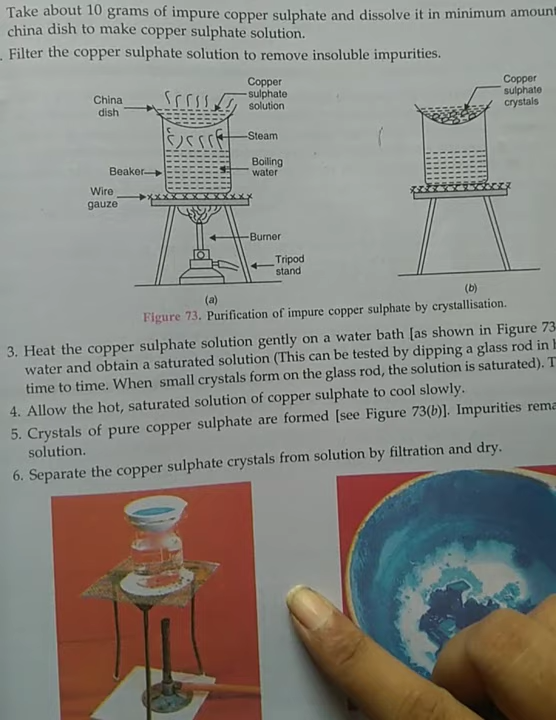 Take about 10 grams of impure copper sulphate and dissolve it in minimum amount
china dish to make copper sulphate solution.
. Filter the copper sulphate solution to remove insoluble impurities.
China
dish
Copper
sulphate
solution
Steam
Beaker
Boiling
water
Wire
gauze
Burner
Tripod
stand
(a)
Copper
sulphate
crystals
(b)
Figure 73. Purification of impure copper sulphate by crystallisation.
3. Heat the copper sulphate solution gently on a water bath [as shown in Figure 73
water and obtain a saturated solution (This can be tested by dipping a glass rod in
time to time. When small crystals form on the glass rod, the solution is saturated). T
4. Allow the hot, saturated solution of copper sulphate to cool slowly.
5. Crystals of pure copper sulphate are formed [see Figure 73(b)]. Impurities rema
solution.
6. Separate the copper sulphate crystals from solution by filtration and dry.